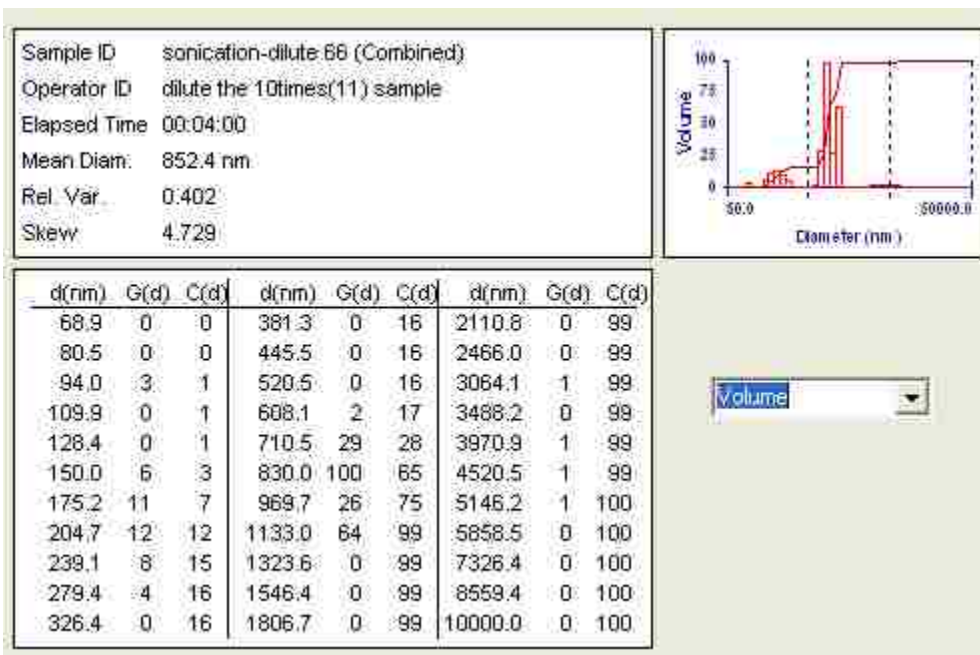 Sample ID sonication-dilute 66 (Combined)
Operator ID dilute the 10times(11) sample
Elapsed Time 00:04:00
Mean Diam. 852.4 nm
Rel. Var. 0.402
Skew 4.729
100
75
50
25
0
Volume
50.0 50000.0
Diameter (nm)
d(nm) G(d) C(d) d(nm) G(d) C(d) d(nm) G(d) C(d)
68.9 0 0 381.3 0 16 2110.8 0 99
80.5 0 0 445.5 0 16 2466.0 0 99
94.0 3 1 520.5 0 16 3064.1 1 99
109.9 0 1 608.1 2 17 3488.2 0 99
128.4 0 1 710.5 29 28 3970.9 1 99
150.0 6 3 830.0 100 65 4520.5 1 99
175.2 11 7 969.7 26 75 5146.2 1 100
204.7 12 12 1133.0 64 99 5858.5 0 100
239.1 8 15 1323.6 0 99 7326.4 0 100
279.4 4 16 1546.4 0 99 8559.4 0 100
326.4 0 16 1806.7 0 99 10000.0 0 100
Volume